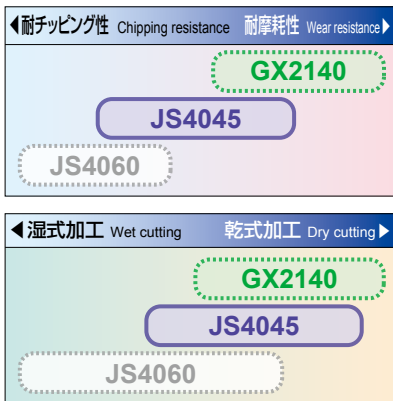 ◀耐チッピング性 Chipping resistance 耐摩耗性 Wear resistance▶
GX2140
JS4045
JS4060
◀湿式加工 Wet cutting 乾式加工 Dry cutting▶
GX2140
JS4045
JS4060